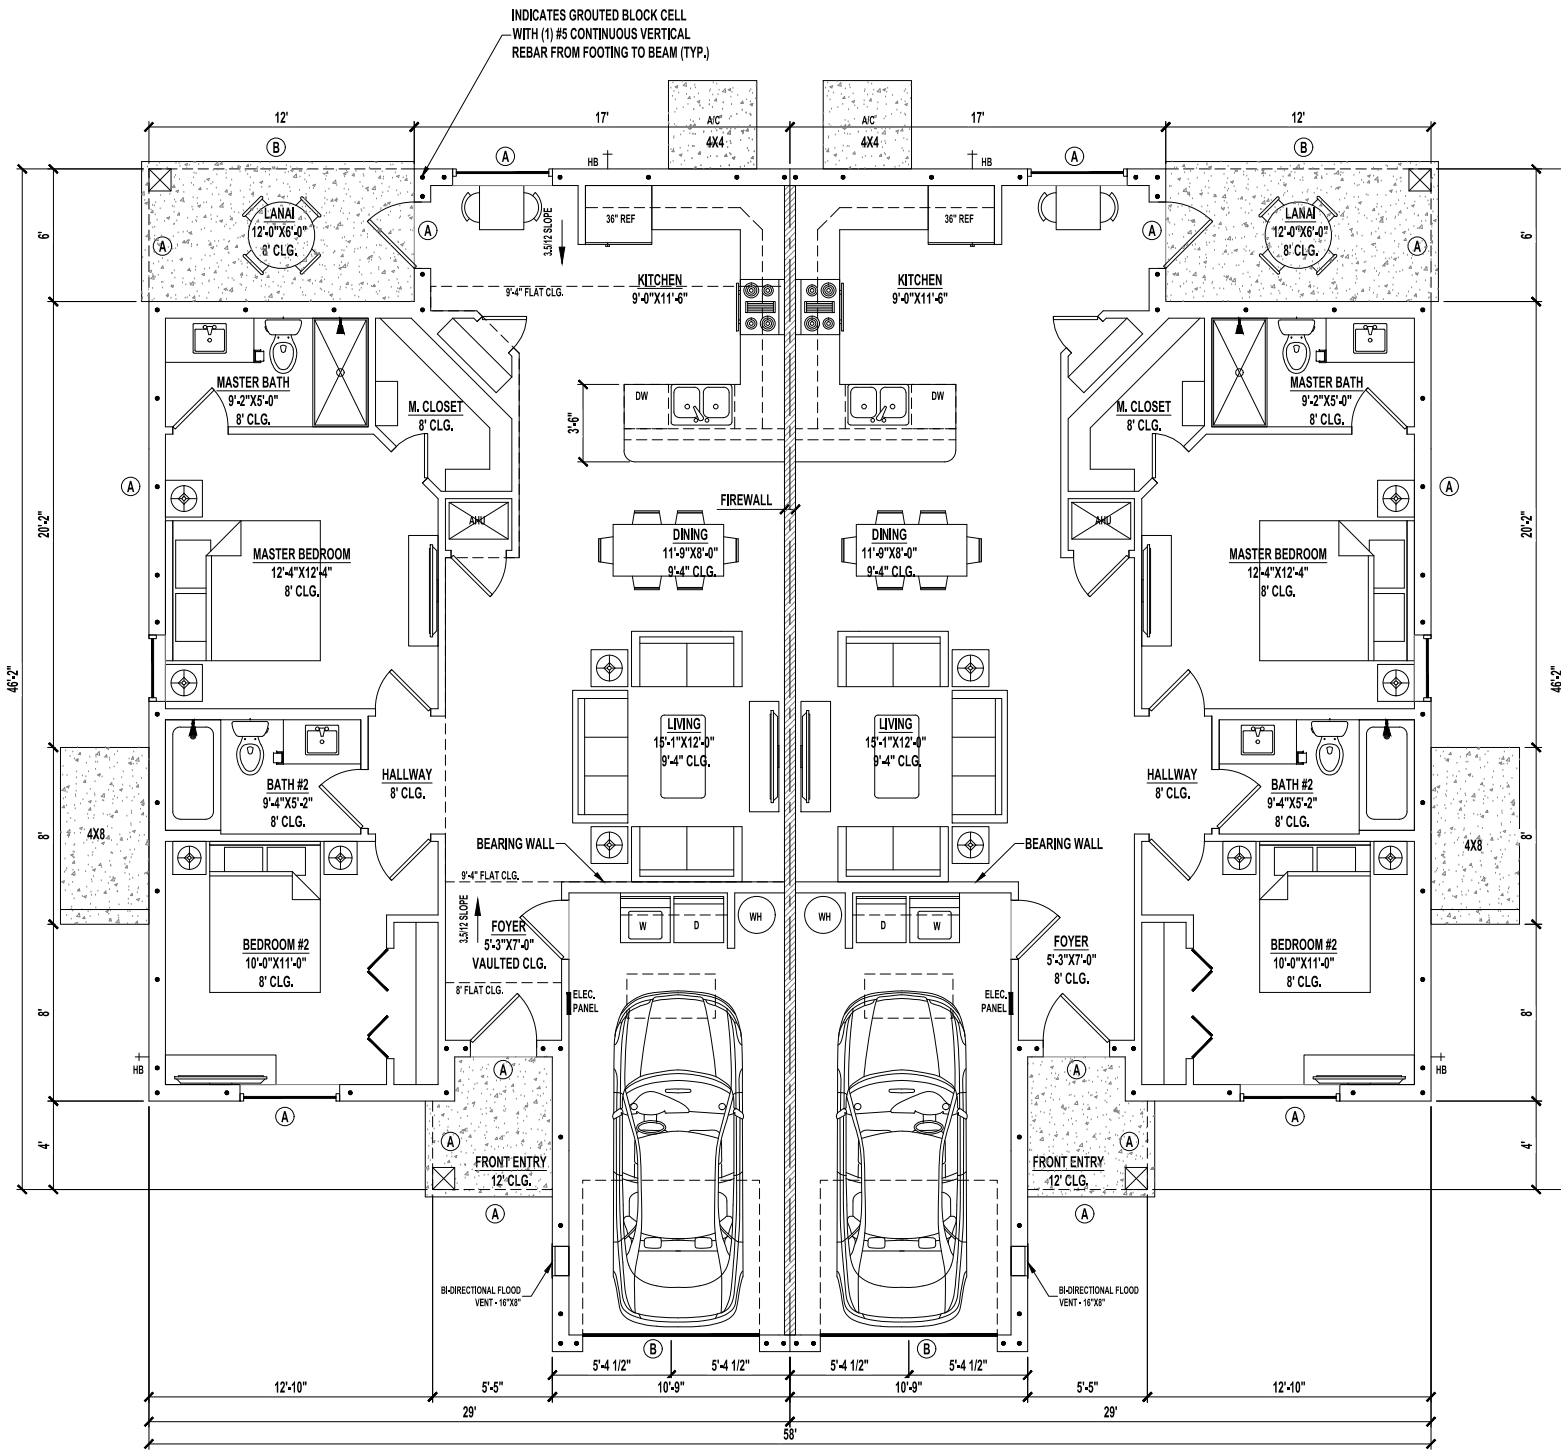 INDICATES GROUTED BLOCK CELL
WITH (1) #5 CONTINUOUS VERTICAL
REBAR FROM FOOTING TO BEAM (TYP.)
12'
17'
A/C
4X4
A/C
4X4
17'
12'
B
A
HB
HB
A
B
6'
LANAI
12'-0"X6'-0"
8' CLG.
A
A
3.5/12 SLOPE
36" REF
36" REF
A
LANAI
12'-0"X6'-0"
8' CLG.
A
6'
9'-4" FLAT CLG.
KITCHEN
9'-0"X11'-6"
KITCHEN
9'-0"X11'-6"
MASTER BATH
9'-2"X5'-0"
8' CLG.
M. CLOSET
8' CLG.
3'-6"
DW
DW
M. CLOSET
8' CLG.
MASTER BATH
9'-2"X5'-0"
8' CLG.
A
A
46'-2"
20'-2"
AHU
FIREWALL
AHU
20'-2"
46'-2"
MASTER BEDROOM
12'-4"X12'-4"
8' CLG.
DINING
11'-9"X8'-0"
9'-4" CLG.
DINING
11'-9"X8'-0"
9'-4" CLG.
MASTER BEDROOM
12'-4"X12'-4"
8' CLG.
LIVING
15'-1"X12'-0"
9'-4" CLG.
LIVING
15'-1"X12'-0"
9'-4" CLG.
BATH #2
9'-4"X5'-2"
8' CLG.
HALLWAY
8' CLG.
HALLWAY
8' CLG.
BATH #2
9'-4"X5'-2"
8' CLG.
8'
4X8
BEARING WALL
BEARING WALL
4X8
8'
9'-4" FLAT CLG.
3.5/12 SLOPE
W
D
WH
WH
D
W
BEDROOM #2
10'-0"X11'-0"
8' CLG.
FOYER
5'-3"X7'-0"
VAULTED CLG.
8' FLAT CLG.
FOYER
5'-3"X7'-0"
8' CLG.
BEDROOM #2
10'-0"X11'-0"
8' CLG.
8'
ELEC.
PANEL
ELEC.
PANEL
8'
HB
A
A
HB
A
A
4'
A
FRONT ENTRY
12' CLG.
A
FRONT ENTRY
12' CLG.
4'
A
A
BI-DIRECTIONAL FLOOD
VENT - 16"X8"
BI-DIRECTIONAL FLOOD
VENT - 16"X8"
B
B
5'-4 1/2"
5'-4 1/2"
5'-4 1/2"
5'-4 1/2"
12'-10"
5'-5"
10'-9"
10'-9"
5'-5"
12'-10"
29'
29'
58'